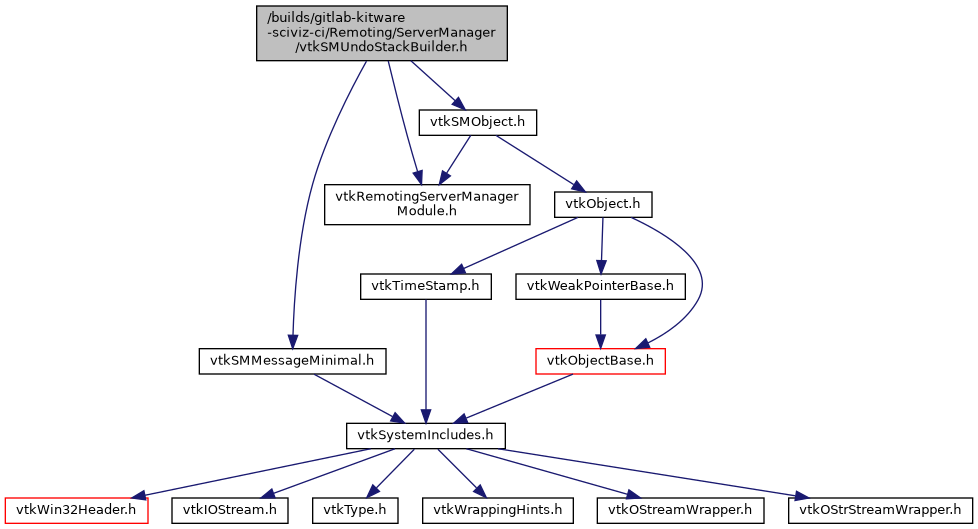 /builds/gitlab-kitware
-sciviz-ci/Remoting/ServerManager
/vtkSMUndoStackBuilder.h
vtkSMObject.h
vtkRemotingServerManager
Module.h
vtkObject.h
vtkTimeStamp.h
vtkWeakPointerBase.h
vtkSMMessageMinimal.h
vtkObjectBase.h
vtkSystemIncludes.h
vtkWin32Header.h
vtkIOStream.h
vtkType.h
vtkWrappingHints.h
vtkOStreamWrapper.h
vtkOStrStreamWrapper.h